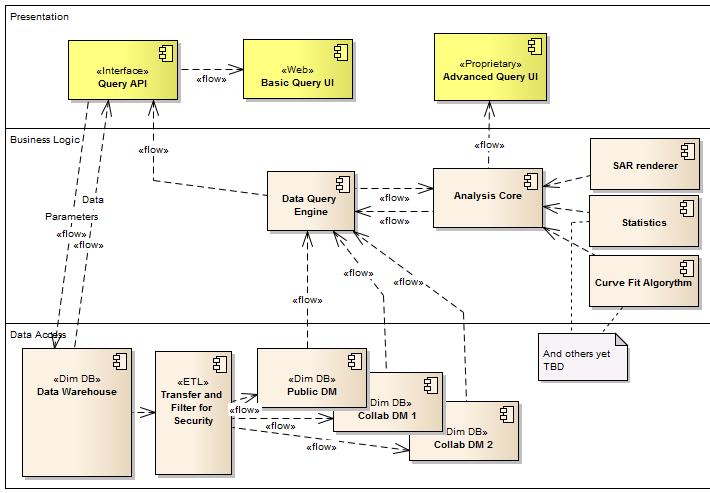 Presentation
«Interface»
Query API
«flow»
«Web»
Basic Query UI
«Proprietary»
Advanced Query UI
Business Logic
«flow»
«flow»
Data
Parameters
«flow»
«flow»
Data Query
Engine
«flow»
«flow»
Analysis Core
SAR renderer
Statistics
Curve Fit Algorythm
«flow»
«flow»
«flow»
Data Access
And others yet
TBD
«Dim DB»
Data Warehouse
«ETL»
Transfer and
Filter for
Security
«Dim DB»
Public DM
«flow»
«flow»
«flow»
Dim DB»
Collab DM 1
Dim DB»
Collab DM 2